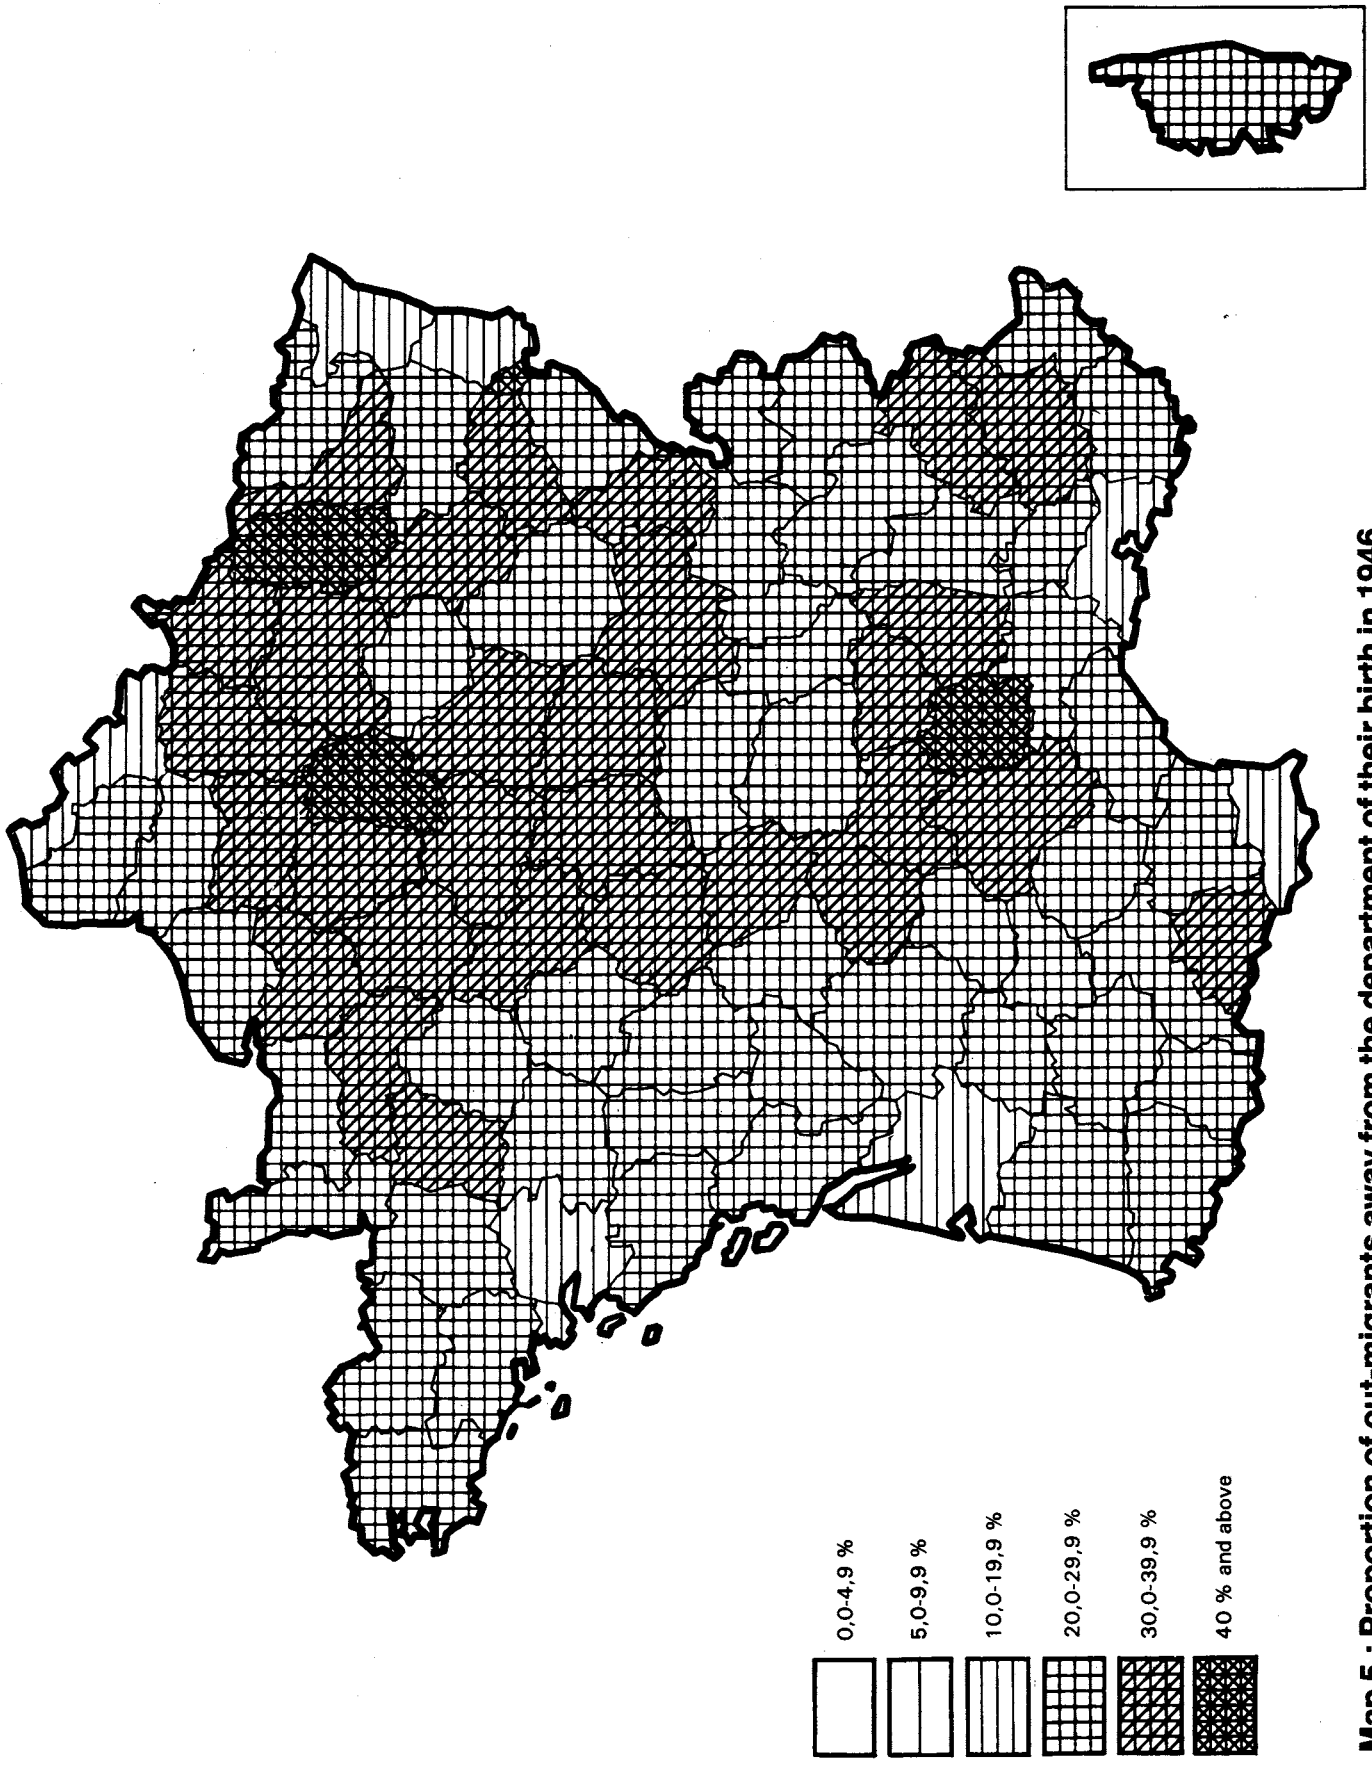 0,0-4,9 %
5,0-9,9 %
10,0-19,9 %
20,0-29,9 %
30,0-39,9 %
40 % and above
Map 5 : Proportion of out-migrants away from the department of their birth in 1946